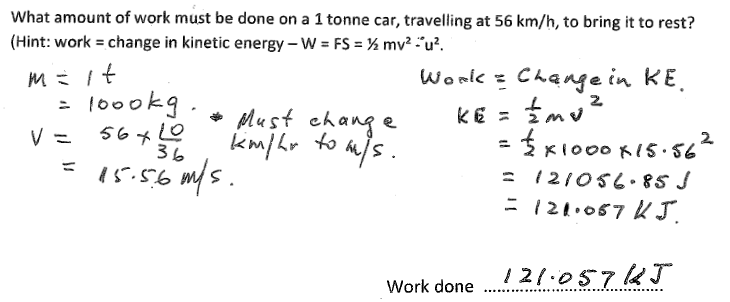 What amount of work must be done on a 1 tonne car, travelling at 56 km/h, to bring it to rest?
(Hint: work = change in kinetic energy – W = FS = ½ mv² - u².
m = 1t
= 1000kg.
V = 56 × 10/36
= 15.56 m/s.
* Must change
km/hr to m/s.
Work = Change in KE.
KE = ½mv²
= ½ × 1000 × 15.56²
= 121056.85 J
= 121.057 KJ.
Work done 121.057 KJ